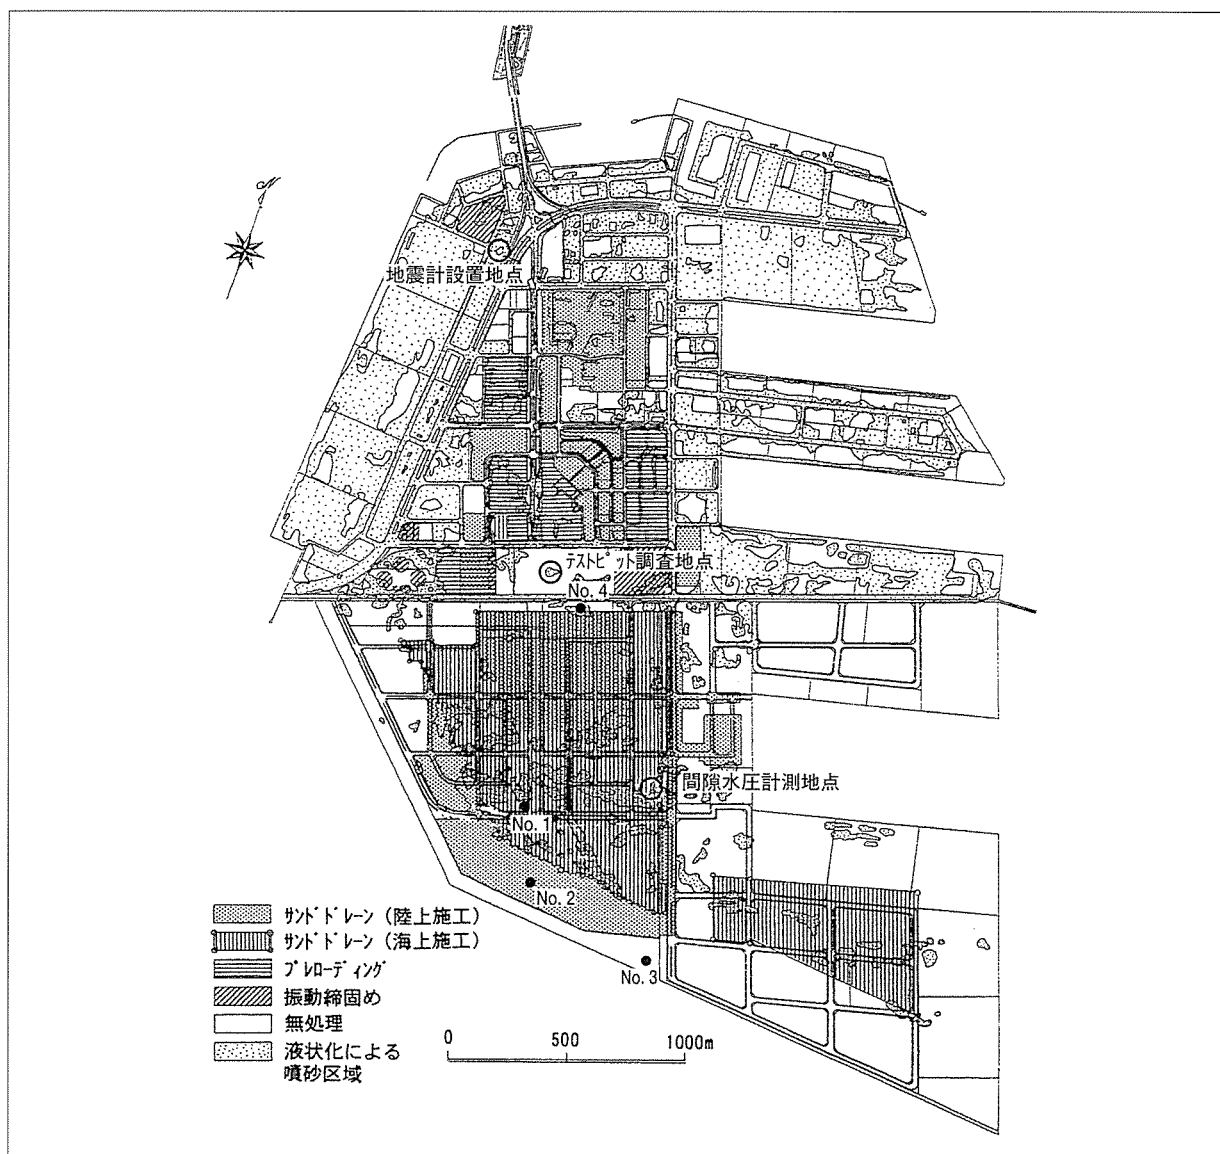 地震計設置地点
テストピット調査地点
No. 4
間隙水圧計測地点
No. 1
No. 2
No. 3
サンドドレーン（陸上施工）
サンドドレーン（海上施工）
プレローディング
振動締固め
無処理
液状化による
噴砂区域
0 500 1000m